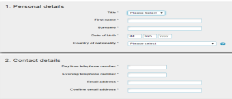 1. Personal details
Title * Please select
First name *
Surname *
Date of birth *
Country of nationality * Please select
2. Contact details
Daytime telephone number *
Evening telephone number *
Email address *
Confirm email address *